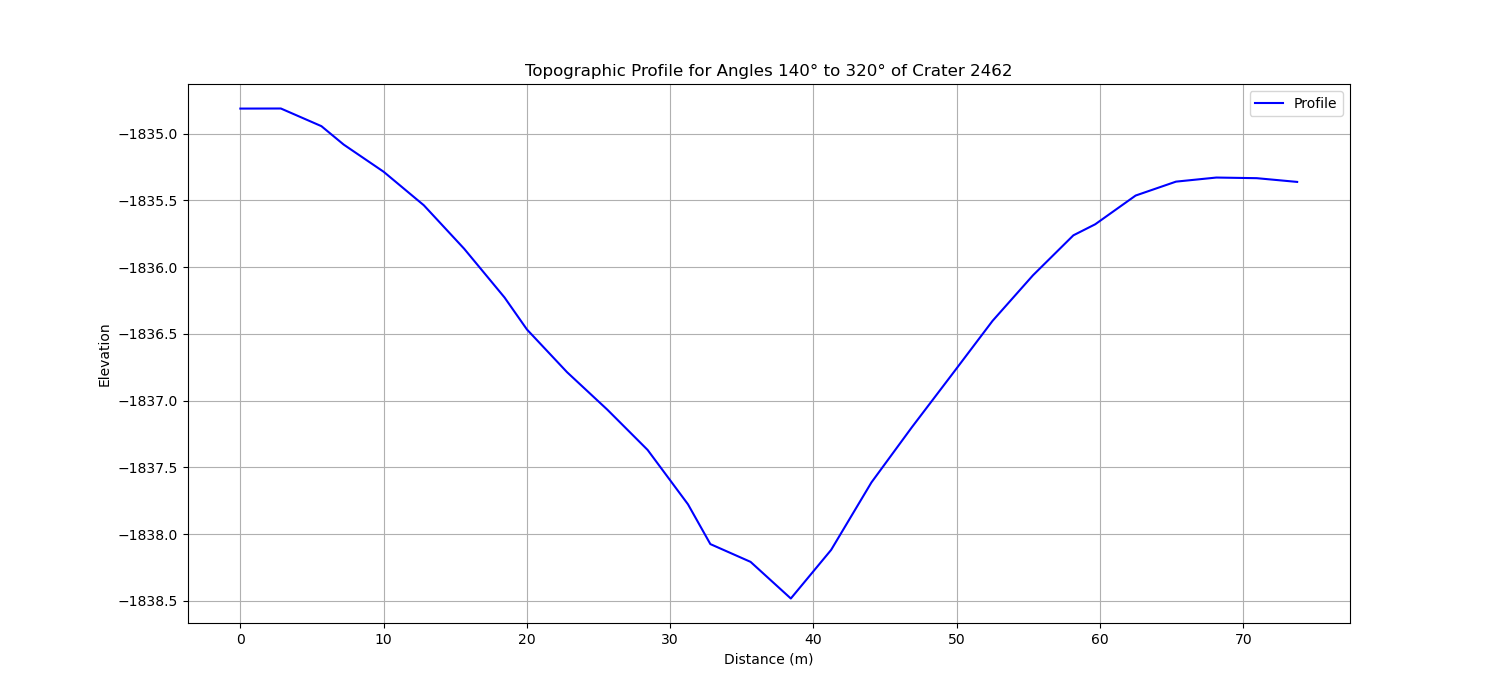 Topographic Profile for Angles 140° to 320° of Crater 2462
Profile
−1835.0
−1835.5
−1836.0
−1836.5
−1837.0
−1837.5
−1838.0
−1838.5
Elevation
0 10 20 30 40 50 60 70
Distance (m)